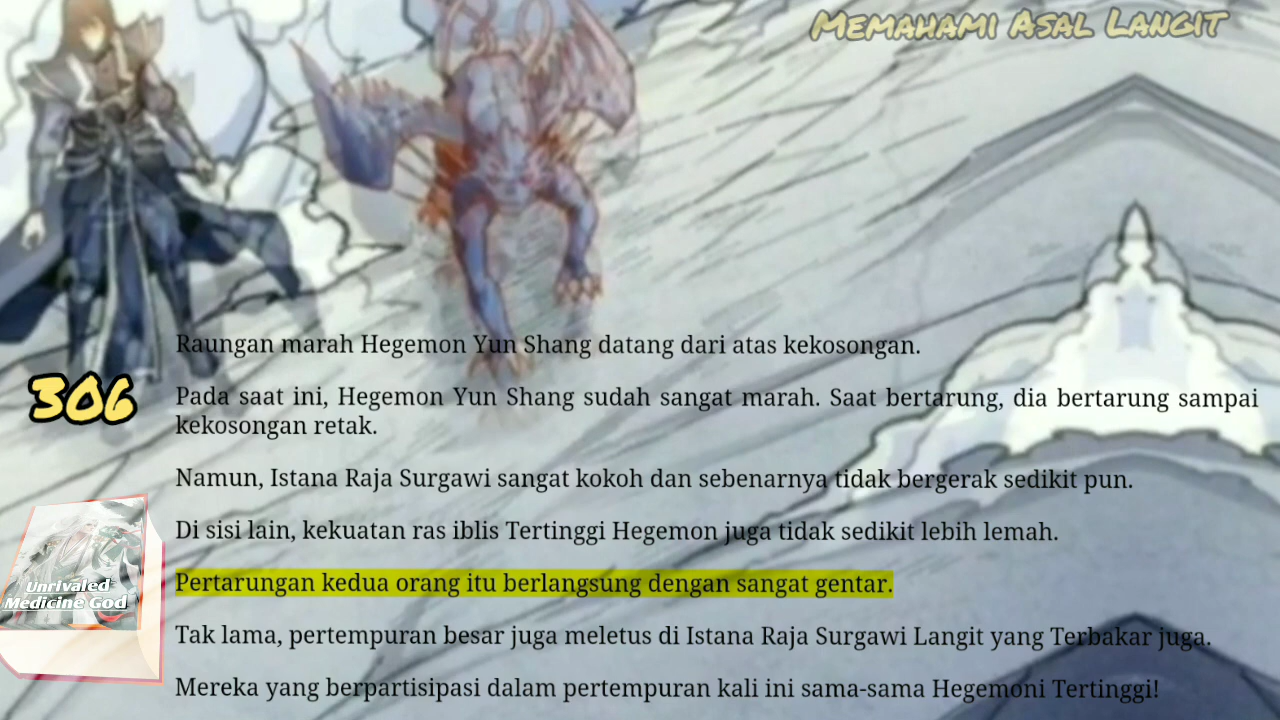 Memahami Asal Langit
Raungan marah Hegemon Yun Shang datang dari atas kekosongan.
306
Pada saat ini, Hegemon Yun Shang sudah sangat marah. Saat bertarung, dia bertarung sampai
kekosongan retak.
Namun, Istana Raja Surgawi sangat kokoh dan sebenarnya tidak bergerak sedikit pun.
Di sisi lain, kekuatan ras iblis Tertinggi Hegemon juga tidak sedikit lebih lemah.
Pertarungan kedua orang itu berlangsung dengan sangat gentar.
Unrivaled
Medicine God
Tak lama, pertempuran besar juga meletus di Istana Raja Surgawi Langit yang Terbakar juga.
Mereka yang berpartisipasi dalam pertempuran kali ini sama-sama Hegemoni Tertinggi!